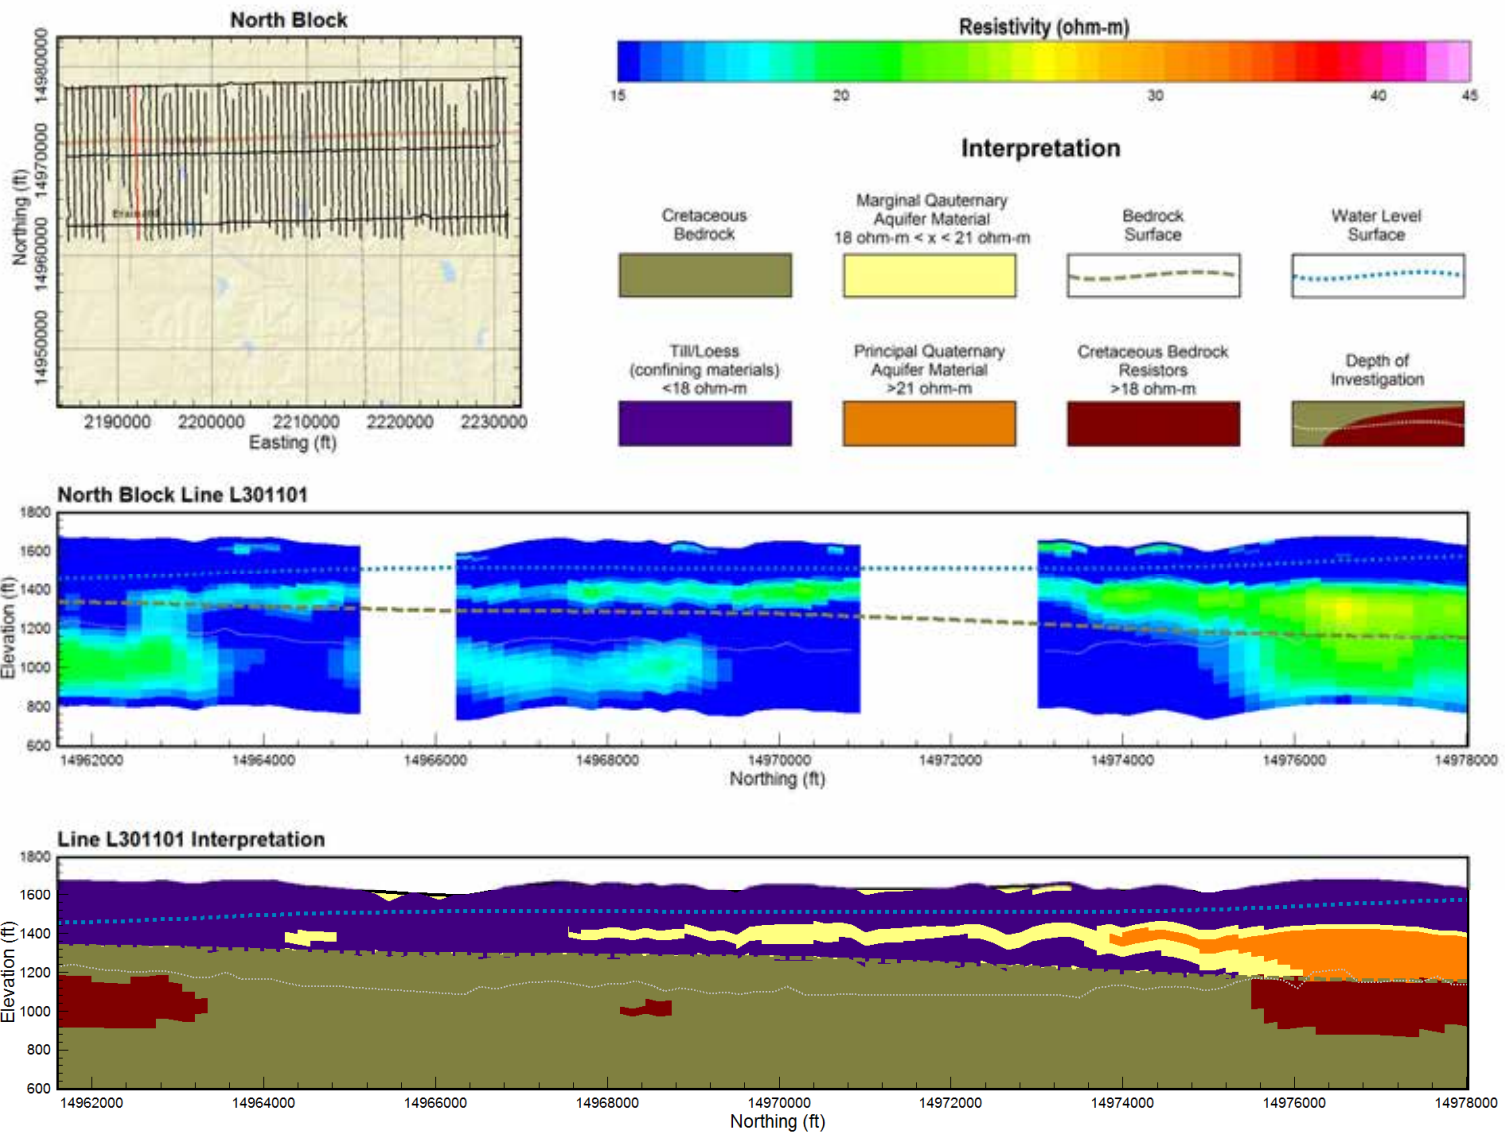 North Block
14980000
14970000
14960000
14950000
Northing (ft)
2190000 2200000 2210000 2220000 2230000
Easting (ft)
Resistivity (ohm-m)
15 20 30 40 45
Interpretation
Cretaceous
Bedrock
Marginal Qauternary
Aquifer Material
18 ohm-m < x < 21 ohm-m
Bedrock
Surface
Water Level
Surface
Till/Loess
(confining materials)
<18 ohm-m
Principal Quaternary
Aquifer Material
>21 ohm-m
Cretaceous Bedrock
Resistors
>18 ohm-m
Depth of
Investigation
North Block Line L301101
1800
1600
1400
1200
1000
800
600
Elevation (ft)
14962000 14964000 14966000 14968000 14970000 14972000 14974000 14976000 14978000
Northing (ft)
Line L301101 Interpretation
1800
1600
1400
1200
1000
800
600
Elevation (ft)
14962000 14964000 14966000 14968000 14970000 14972000 14974000 14976000 14978000
Northing (ft)